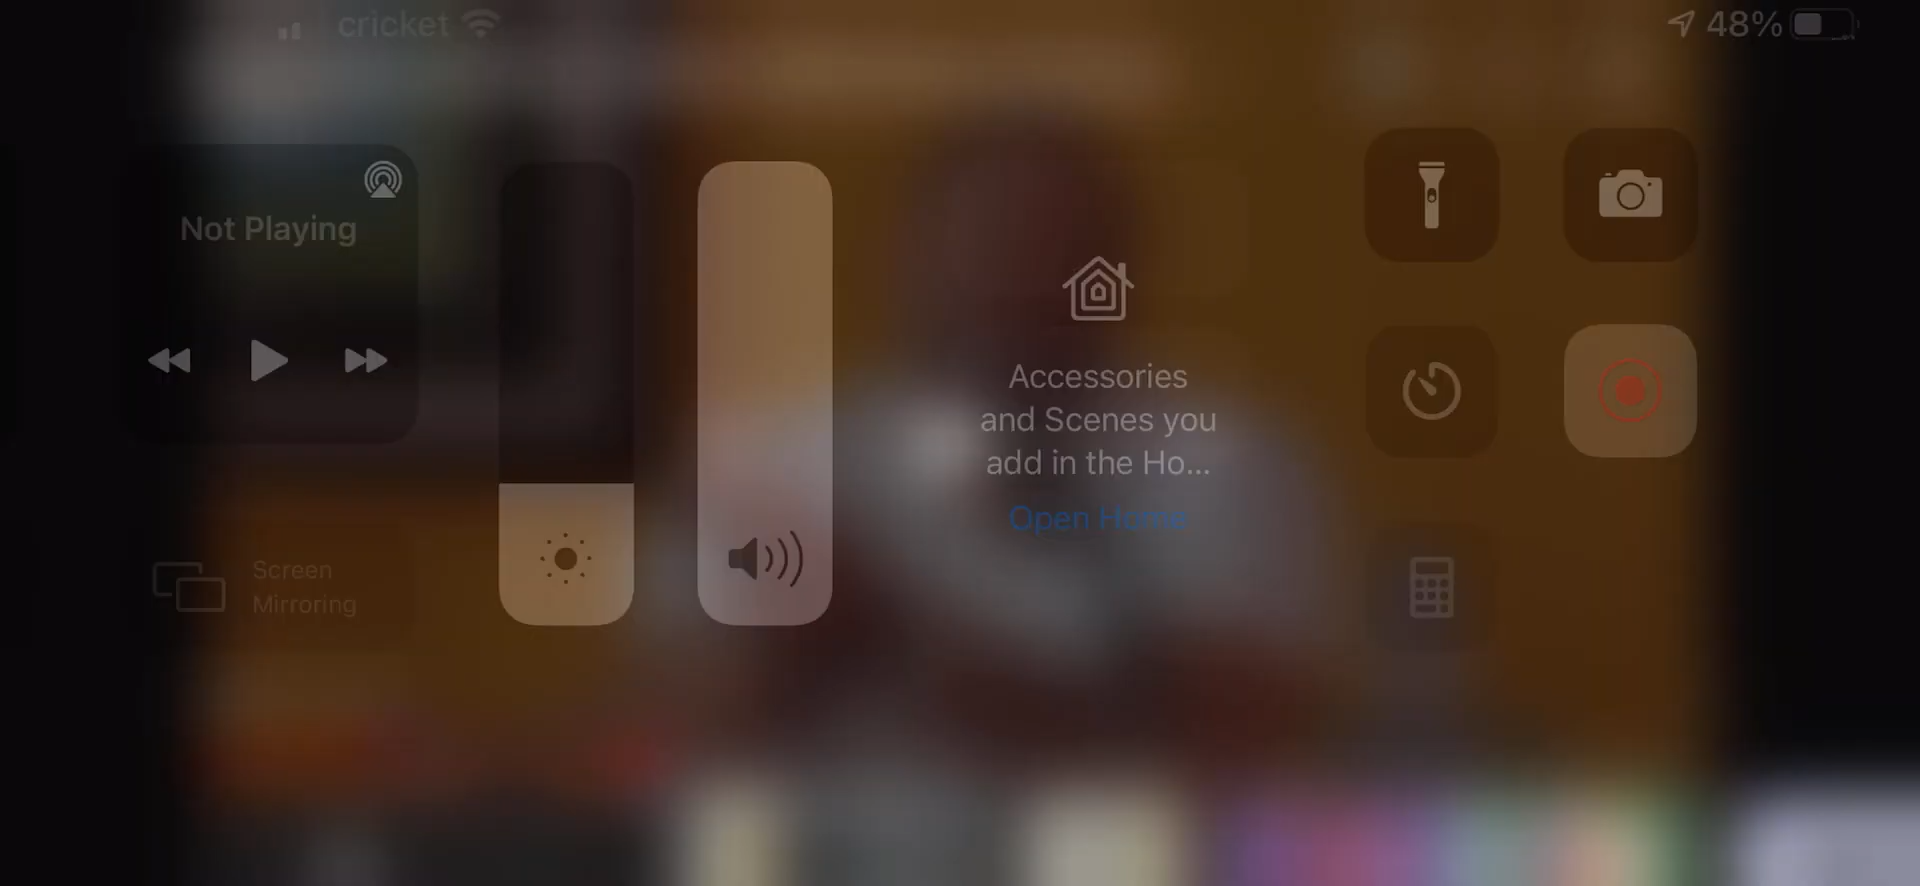 cricket
48%
Not Playing
Accessories
and Scenes you
add in the Ho...
Open Home
Screen
Mirroring